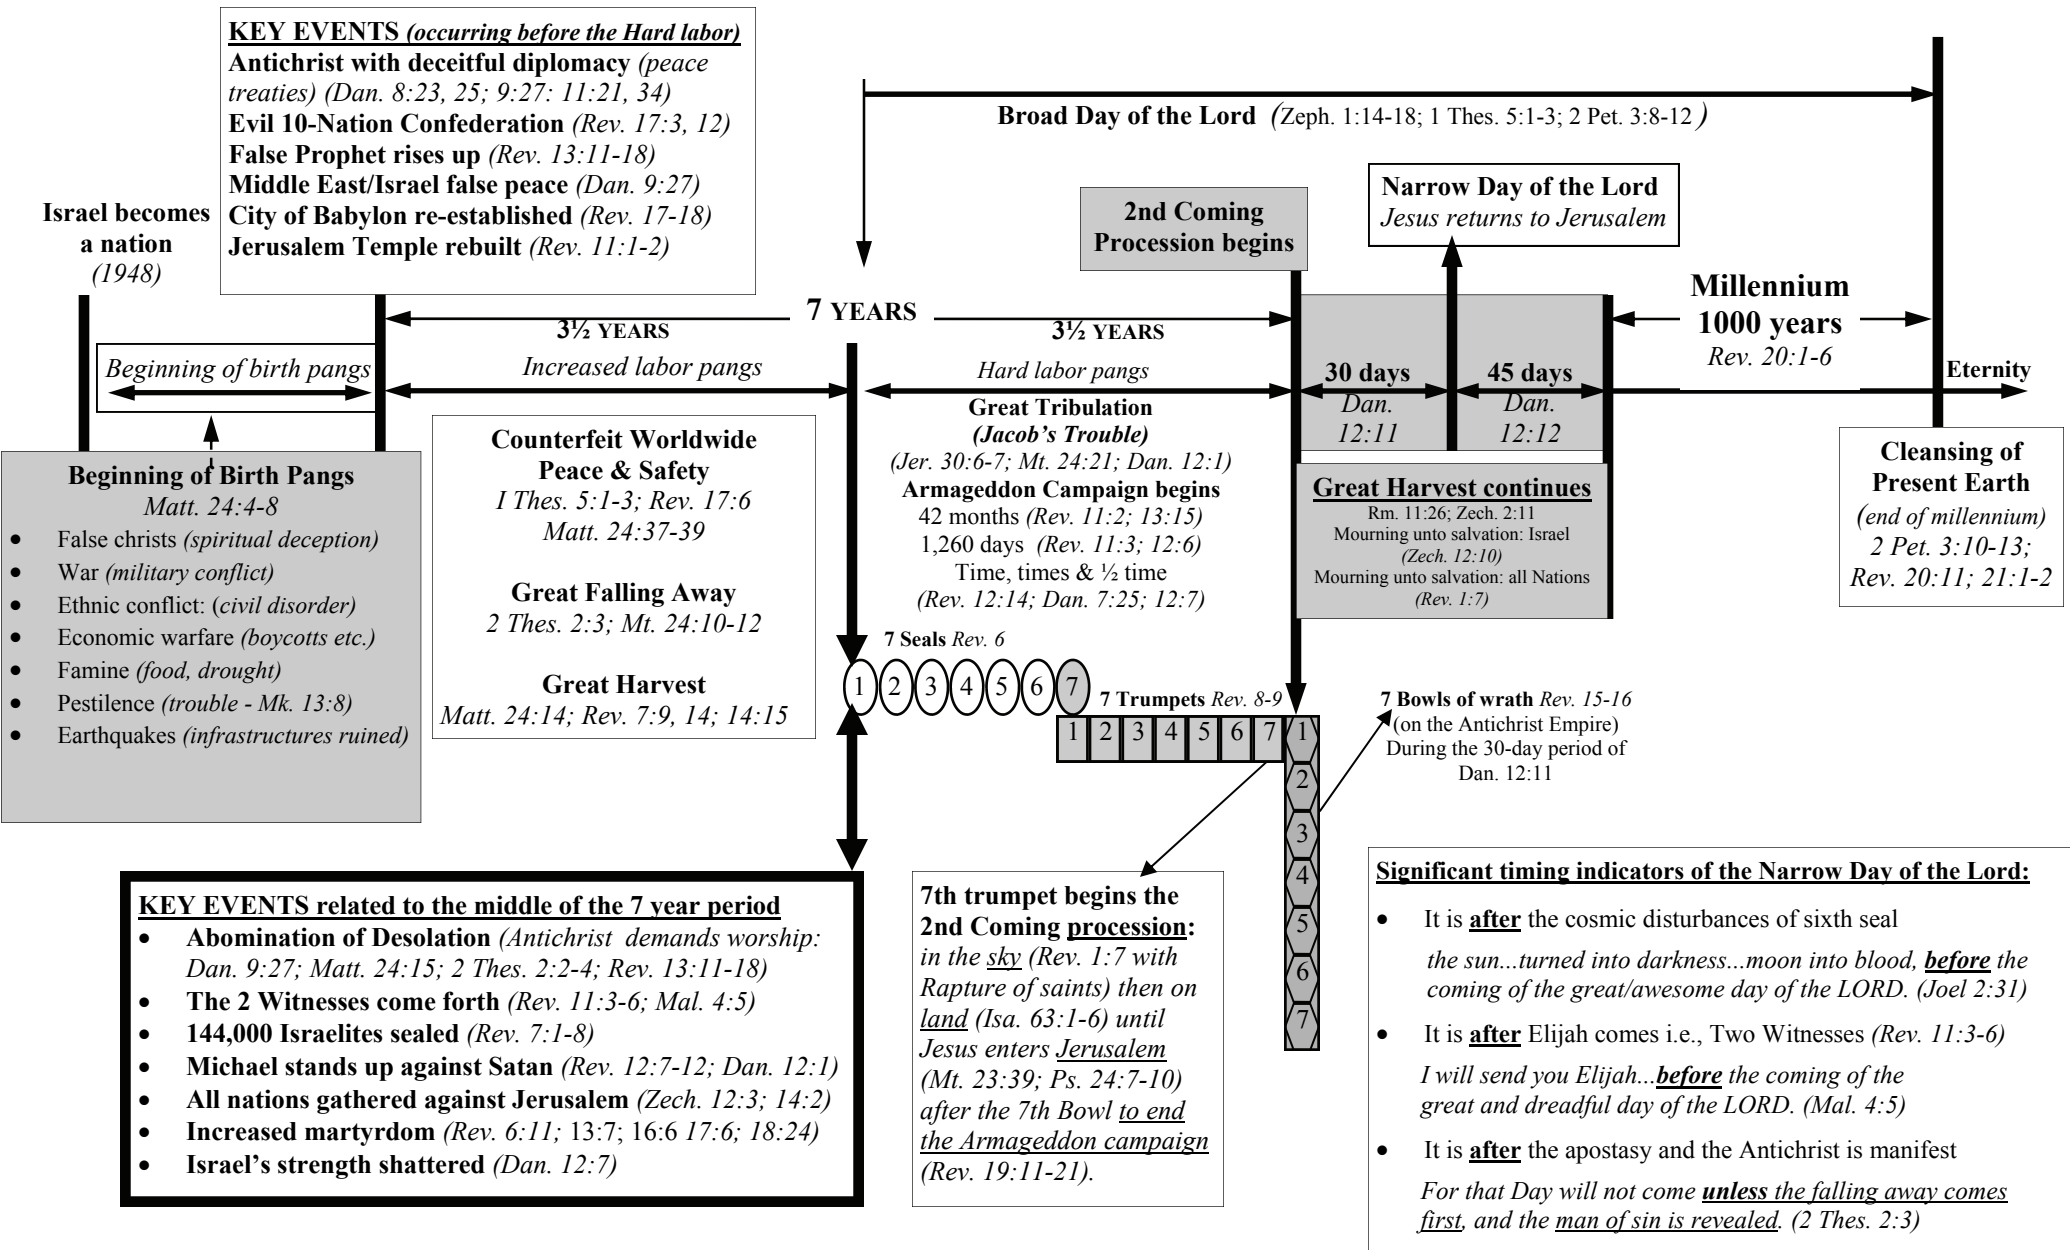 KEY EVENTS (occurring before the Hard labor)
Antichrist with deceitful diplomacy (peace
treaties) (Dan. 8:23, 25; 9:27: 11:21, 34)
Evil 10-Nation Confederation (Rev. 17:3, 12)
False Prophet rises up (Rev. 13:11-18)
Middle East/Israel false peace (Dan. 9:27)
City of Babylon re-established (Rev. 17-18)
Jerusalem Temple rebuilt (Rev. 11:1-2)
Israel becomes
a nation
(1948)
Broad Day of the Lord (Zeph. 1:14-18; 1 Thes. 5:1-3; 2 Pet. 3:8-12 )
2nd Coming
Procession begins
Narrow Day of the Lord
Jesus returns to Jerusalem
7 YEARS
3½ YEARS
3½ YEARS
Millennium
1000 years
Rev. 20:1-6
Beginning of birth pangs
Increased labor pangs
Hard labor pangs
30 days
Dan.
12:11
45 days
Dan.
12:12
Eternity
Beginning of Birth Pangs
Matt. 24:4-8
• False christs (spiritual deception)
• War (military conflict)
• Ethnic conflict: (civil disorder)
• Economic warfare (boycotts etc.)
• Famine (food, drought)
• Pestilence (trouble - Mk. 13:8)
• Earthquakes (infrastructures ruined)
Counterfeit Worldwide
Peace & Safety
I Thes. 5:1-3; Rev. 17:6
Matt. 24:37-39
Great Falling Away
2 Thes. 2:3; Mt. 24:10-12
Great Harvest
Matt. 24:14; Rev. 7:9, 14; 14:15
Great Tribulation
(Jacob’s Trouble)
(Jer. 30:6-7; Mt. 24:21; Dan. 12:1)
Armageddon Campaign begins
42 months (Rev. 11:2; 13:15)
1,260 days (Rev. 11:3; 12:6)
Time, times & ½ time
(Rev. 12:14; Dan. 7:25; 12:7)
Great Harvest continues
Rm. 11:26; Zech. 2:11
Mourning unto salvation: Israel
(Zech. 12:10)
Mourning unto salvation: all Nations
(Rev. 1:7)
Cleansing of
Present Earth
(end of millennium)
2 Pet. 3:10-13;
Rev. 20:11; 21:1-2
7 Seals Rev. 6
1 2 3 4 5 6 7
7 Trumpets Rev. 8-9
1 2 3 4 5 6 7
1
2
3
4
5
6
7
7 Bowls of wrath Rev. 15-16
(on the Antichrist Empire)
During the 30-day period of
Dan. 12:11
KEY EVENTS related to the middle of the 7 year period
• Abomination of Desolation (Antichrist demands worship:
Dan. 9:27; Matt. 24:15; 2 Thes. 2:2-4; Rev. 13:11-18)
• The 2 Witnesses come forth (Rev. 11:3-6; Mal. 4:5)
• 144,000 Israelites sealed (Rev. 7:1-8)
• Michael stands up against Satan (Rev. 12:7-12; Dan. 12:1)
• All nations gathered against Jerusalem (Zech. 12:3; 14:2)
• Increased martyrdom (Rev. 6:11; 13:7; 16:6 17:6; 18:24)
• Israel’s strength shattered (Dan. 12:7)
7th trumpet begins the
2nd Coming procession:
in the sky (Rev. 1:7 with
Rapture of saints) then on
land (Isa. 63:1-6) until
Jesus enters Jerusalem
(Mt. 23:39; Ps. 24:7-10)
after the 7th Bowl to end
the Armageddon campaign
(Rev. 19:11-21).
Significant timing indicators of the Narrow Day of the Lord:
• It is after the cosmic disturbances of sixth seal
the sun...turned into darkness...moon into blood, before the
coming of the great/awesome day of the LORD. (Joel 2:31)
• It is after Elijah comes i.e., Two Witnesses (Rev. 11:3-6)
I will send you Elijah...before the coming of the
great and dreadful day of the LORD. (Mal. 4:5)
• It is after the apostasy and the Antichrist is manifest
For that Day will not come unless the falling away comes
first, and the man of sin is revealed. (2 Thes. 2:3)